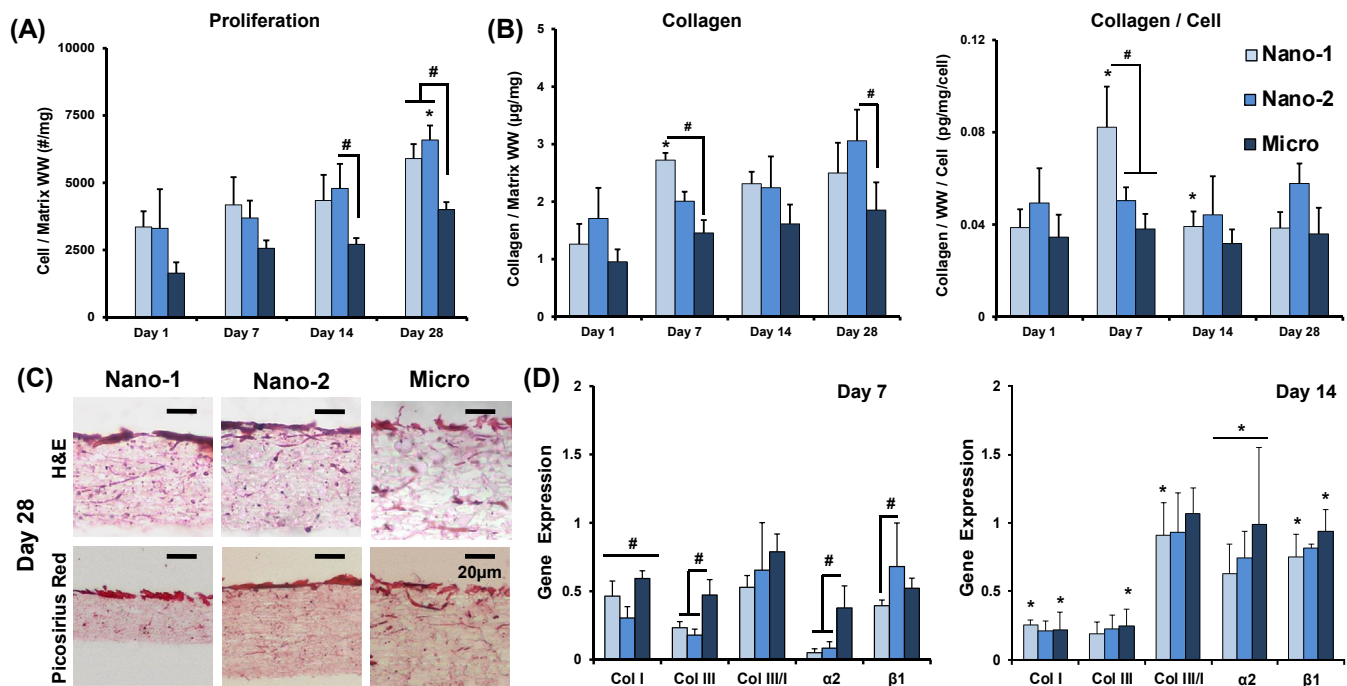 (A)
Proliferation
Cell / Matrix WW (#/mg)
10000
7500
5000
2500
0
#
*
#
Day 1 Day 7 Day 14 Day 28
(B)
Collagen
Collagen / Matrix WW (µg/mg)
5
4
3
2
1
0
*
#
#
Day 1 Day 7 Day 14 Day 28
Collagen / Cell
Collagen / WW / Cell (pg/mg/cell)
0.12
0.08
0.04
0
*
#
*
Day 1 Day 7 Day 14 Day 28
Nano-1
Nano-2
Micro
(C)
Nano-1 Nano-2 Micro
Day 28
H&E
Picosirius Red
20µm
(D)
Day 7
Gene Expression
2
1.5
1
0.5
0
#
#
#
#
Col I Col III Col III/I α2 β1
Day 14
Gene Expression
2
1.5
1
0.5
0
* *
*
*
*
* *
Col I Col III Col III/I α2 β1